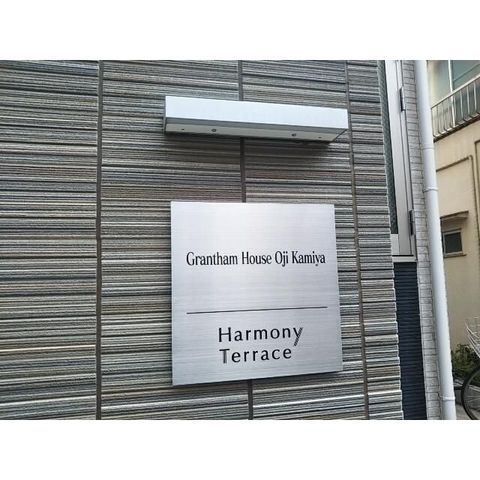 Grantham House Oji Kamiya
Harmony
Terrace